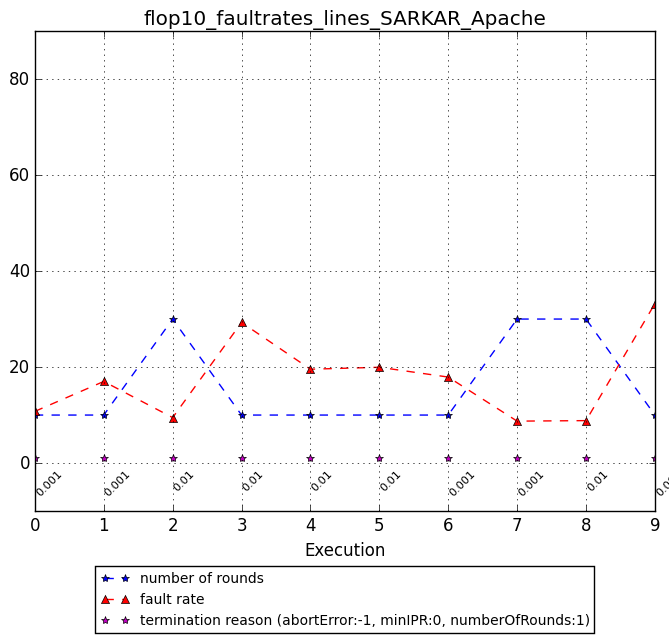 flop10_faultrates_lines_SARKAR_Apache
80
60
40
20
0
0.001 0.001 0.01 0.01 0.01 0.01 0.001 0.001 0.01
0 1 2 3 4 5 6 7 8 9
Execution
number of rounds
fault rate
termination reason (abortError:-1, minIPR:0, numberOfRounds:1)